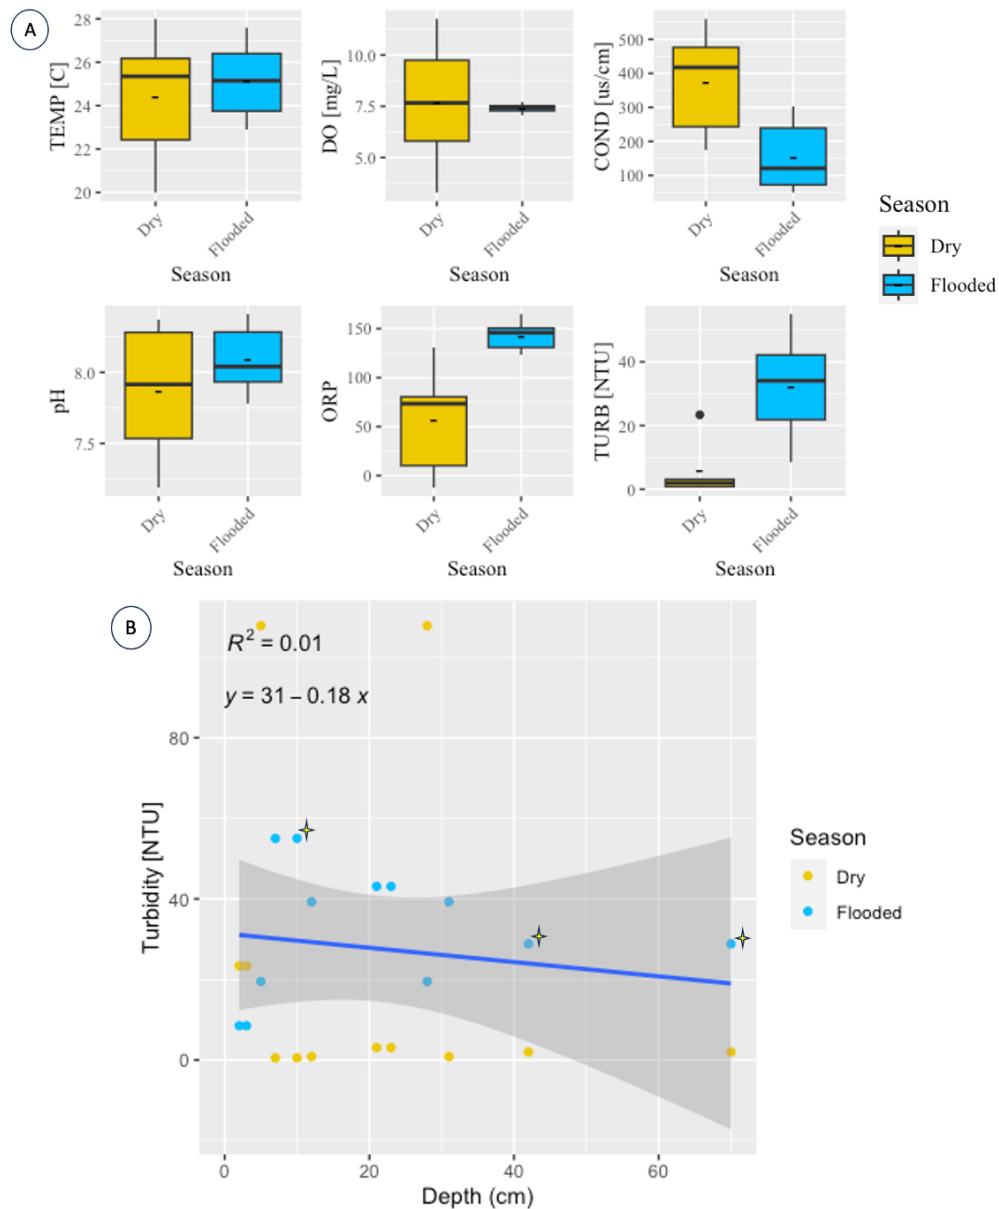 A
TEMP [C]
28
26
24
22
20
Dry
Flooded
Season
DO [mg/L]
10.0
7.5
5.0
Dry
Flooded
Season
COND [us/cm]
500
400
300
200
100
Dry
Flooded
Season
Season
Dry
Flooded
pH
8.0
7.5
Dry
Flooded
Season
ORP
150
100
50
0
Dry
Flooded
Season
TURB [NTU]
40
20
0
Dry
Flooded
Season
B
R² = 0.01
y = 31 – 0.18 x
Turbidity [NTU]
80
40
0
0 20 40 60
Depth (cm)
Season
Dry
Flooded